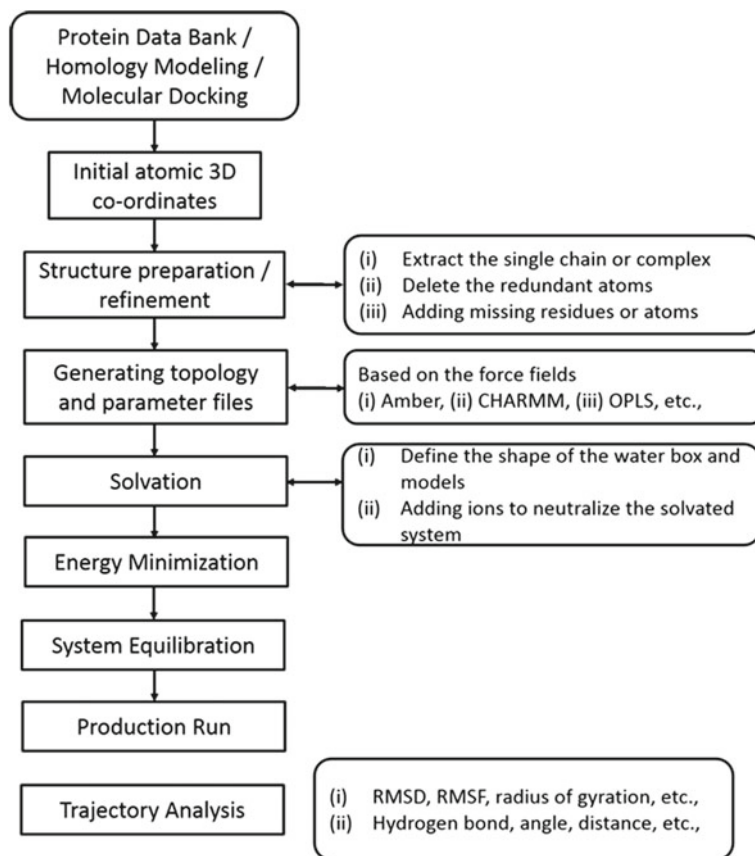 Protein Data Bank /
Homology Modeling /
Molecular Docking
Initial atomic 3D
co-ordinates
Structure preparation /
refinement
(i) Extract the single chain or complex
(ii) Delete the redundant atoms
(iii) Adding missing residues or atoms
Generating topology
and parameter files
Based on the force fields
(i) Amber, (ii) CHARMM, (iii) OPLS, etc.,
Solvation
(i) Define the shape of the water box and
models
(ii) Adding ions to neutralize the solvated
system
Energy Minimization
System Equilibration
Production Run
Trajectory Analysis
(i) RMSD, RMSF, radius of gyration, etc.,
(ii) Hydrogen bond, angle, distance, etc.,